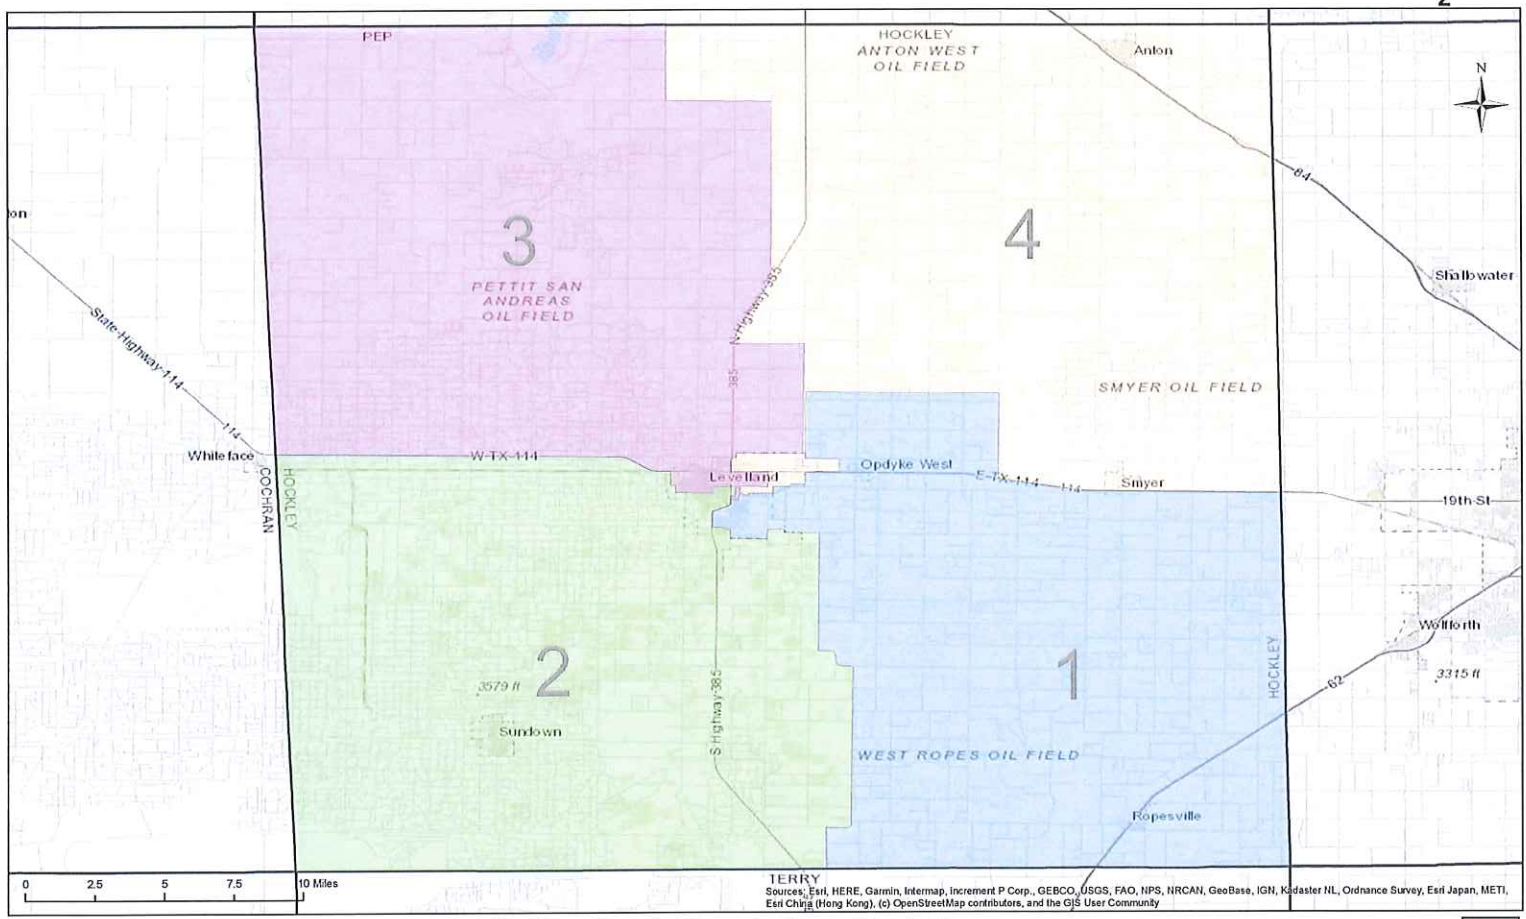 2
PEP
HOCKLEY
ANTON WEST
OIL FIELD
Anton
N
84
on
3
4
PETTIT SAN
ANDREAS
OIL FIELD
N Highway 385
Shallowater
State Highway 114
385
SMYER OIL FIELD
114
Whiteface
W-TX-114
Levelland
Opdyke West
E-TX-114
114
Smyer
19th St
COCHRAN
HOCKLEY
Wolfforth
2
1
3579 ft
S Highway 385
HOCKLEY
62
3315 ft
Sundown
WEST ROPES OIL FIELD
Ropesville
TERRY
0 2.5 5 7.5 10 Miles
Sources: Esri, HERE, Garmin, Intermap, increment P Corp., GEBCO, USGS, FAO, NPS, NRCAN, GeoBase, IGN, Kadaster NL, Ordnance Survey, Esri Japan, METI,
Esri China (Hong Kong), (c) OpenStreetMap contributors, and the GIS User Community